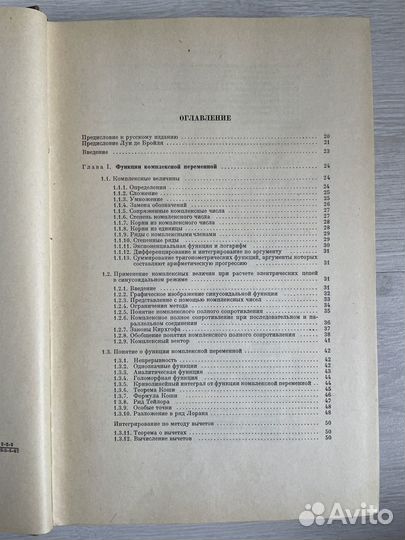 ОГЛАВЛЕНИЕ
Предисловие к русскому изданию 20
Предисловие Луи де Бройля 21
Введение 23
Глава I. Функции комплексной переменной 24
1.1. Комплексные величины 24
1.1.1. Определения 24
1.1.2. Сложение 25
1.1.3. Умножение 25
1.1.4. Замена обозначений 26
1.1.5. Сопряженные комплексные числа 27
1.1.6. Степень комплексного числа 27
1.1.7. Корни из комплексного числа 28
1.1.8. Корни из единицы 28
1.1.9. Ряды с комплексными членами 29
1.1.10. Степенные ряды 29
1.1.11. Экспоненциальная функция и логарифм 30
1.1.12. Дифференцирование и интегрирование по аргументу 31
1.1.13. Суммирование тригонометрических функций, аргументы которых
составляют арифметическую прогрессию 31
1.2. Применение комплексных величин при расчете электрических цепей
в синусоидальном режиме 31
1.2.1. Введение 31
1.2.2. Графическое изображение синусоидальной функции 32
1.2.3. Представление с помощью комплексных чисел 33
1.2.4. Ограничения метода 34
1.2.5. Понятие комплексного полного сопротивления 35
1.2.6. Комплексное полное сопротивление при последовательном и па-
раллельном соединении 36
1.2.7. Законы Кирхгофа 37
1.2.8. Обобщение понятия комплексного полного сопротивления 38
1.2.9. Комплексный вектор 41
1.3. Понятие о функции комплексной переменной 42
1.3.1. Непрерывность 42
1.3.2. Однозначные функции 42
1.3.3. Аналитическая функция 43
1.3.4. Голоморфная функция 44
1.3.5. Криволинейный интеграл от функции комплексной переменной 44
1.3.6. Теорема Коши 45
1.3.7. Формула Коши 46
1.3.8. Ряд Тейлора 47
1.3.9. Особые точки 48
1.3.10. Разложение в ряд Лорана 48
Интегрирование по методу вычетов 50
1.3.11. Теорема о вычетах 50
1.3.12. Вычисление вычетов 50
Avito